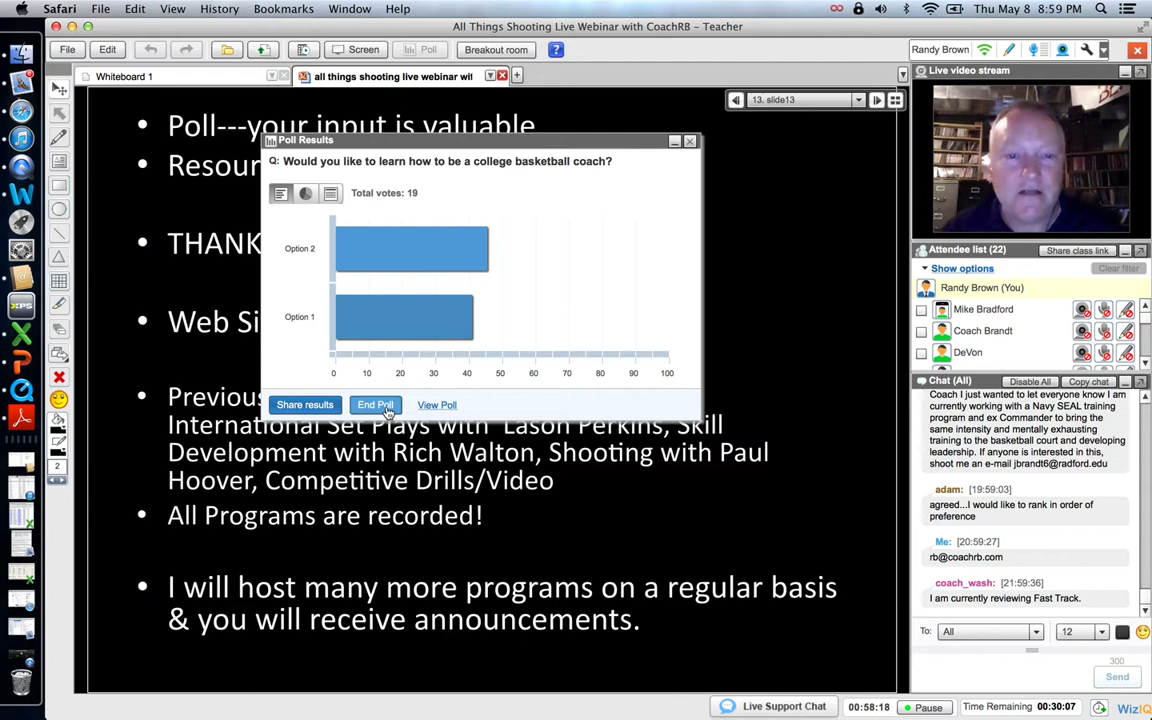 Safari File Edit View History Bookmarks Window Help Thu May 8 8:59 PM
All Things Shooting Live Webinar with CoachRB – Teacher
File Edit Screen Poll Breakout room ? Randy Brown
Whiteboard 1 all things shooting live webinar wit
13. slide13
• Poll---your input is valuable
• Resour
• THANK
• Web Si
• Previous
International Set Plays with Lason Perkins, Skill
Development with Rich Walton, Shooting with Paul
Hoover, Competitive Drills/Video
• All Programs are recorded!
• I will host many more programs on a regular basis
& you will receive announcements.
Poll Results
Q: Would you like to learn how to be a college basketball coach?
Total votes: 19
Option 2
Option 1
0 10 20 30 40 50 60 70 80 90 100
Share results End Poll View Poll
XPS
2
Live video stream
Attendee list (22) Share class link
Show options Clear filter
Randy Brown (You)
Mike Bradford
Coach Brandt
DeVon
Chat (All) Disable All Copy chat
Coach I just wanted to let everyone know I am
currently working with a Navy SEAL training
program and ex Commander to bring the
same intensity and mentally exhausting
training to the basketball court and developing
leadership. If anyone is interested in this,
shoot me an e-mail jbrandt6@radford.edu
adam: [19:59:03]
agreed...I would like to rank in order of
preference
Me: [20:59:27]
rb@coachrb.com
coach_wash: [21:59:36]
I am currently reviewing Fast Track.
To: All 12
300
Send
Live Support Chat 00:58:18 Pause Time Remaining 00:30:07 WizIQ